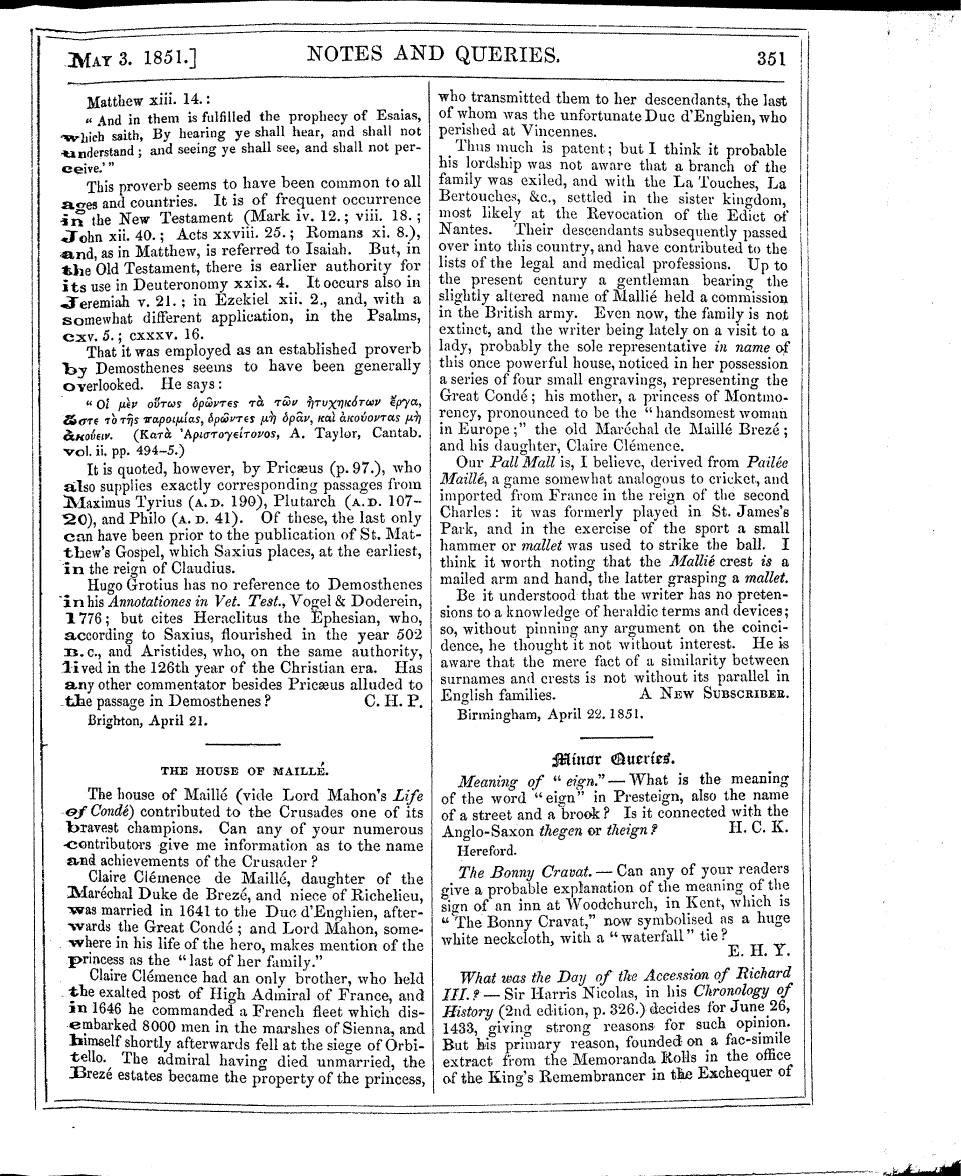 MAY 3. 1851.] NOTES AND QUERIES. 351
Matthew xiii. 14.:
“ And in them is fulfilled the prophecy of Esaias,
which saith, By hearing ye shall hear, and shall not
understand ; and seeing ye shall see, and shall not per-
ceive.’ ”
This proverb seems to have been common to all
ages and countries. It is of frequent occurrence
in the New Testament (Mark iv. 12. ; viii. 18. ;
John xii. 40. ; Acts xxviii. 25. ; Romans xi. 8.),
and, as in Matthew, is referred to Isaiah. But, in
the Old Testament, there is earlier authority for
its use in Deuteronomy xxix. 4. It occurs also in
Jeremiah v. 21. ; in Ezekiel xii. 2., and, with a
somewhat different application, in the Psalms,
cxv. 5. ; cxxxv. 16.
That it was employed as an established proverb
by Demosthenes seems to have been generally
overlooked. He says :
“ Οἱ μὲν οὕτως ὁρῶντες τὰ τῶν ἠτυχηκότων ἔργα,
ὥστε τὸ τῆς παροιμίας, ὁρῶντες μὴ ὁρᾶν, καὶ ἀκούοντας μὴ
ἀκούειν. (Κατὰ Ἀριστογείτονος, A. Taylor, Cantab.
vol. ii. pp. 494-5.)
It is quoted, however, by Pricæus (p. 97.), who
also supplies exactly corresponding passages from
Maximus Tyrius (A. D. 190), Plutarch (A. D. 107-
20), and Philo (A. D. 41). Of these, the last only
can have been prior to the publication of St. Mat-
thew's Gospel, which Saxius places, at the earliest,
in the reign of Claudius.
Hugo Grotius has no reference to Demosthenes
in his Annotationes in Vet. Test., Vogel & Doderein,
1776 ; but cites Heraclitus the Ephesian, who,
according to Saxius, flourished in the year 502
B. C., and Aristides, who, on the same authority,
lived in the 126th year of the Christian era. Has
any other commentator besides Pricæus alluded to
the passage in Demosthenes ? C. H. P.
Brighton, April 21.
THE HOUSE OF MAILLÉ.
The house of Maillé (vide Lord Mahon's Life
of Condé) contributed to the Crusades one of its
bravest champions. Can any of your numerous
contributors give me information as to the name
and achievements of the Crusader ?
Claire Clémence de Maillé, daughter of the
Maréchal Duke de Brezé, and niece of Richelieu,
was married in 1641 to the Duc d'Enghien, after-
wards the Great Condé ; and Lord Mahon, some-
where in his life of the hero, makes mention of the
princess as the “last of her family.”
Claire Clémence had an only brother, who held
the exalted post of High Admiral of France, and
in 1646 he commanded a French fleet which dis-
embarked 8000 men in the marshes of Sienna, and
himself shortly afterwards fell at the siege of Orbi-
tello. The admiral having died unmarried, the
Brezé estates became the property of the princess,
who transmitted them to her descendants, the last
of whom was the unfortunate Duc d'Enghien, who
perished at Vincennes.
Thus much is patent ; but I think it probable
his lordship was not aware that a branch of the
family was exiled, and with the La Touches, La
Bertouches, &c., settled in the sister kingdom,
most likely at the Revocation of the Edict of
Nantes. Their descendants subsequently passed
over into this country, and have contributed to the
lists of the legal and medical professions. Up to
the present century a gentleman bearing the
slightly altered name of Mallié held a commission
in the British army. Even now, the family is not
extinct, and the writer being lately on a visit to a
lady, probably the sole representative in name of
this once powerful house, noticed in her possession
a series of four small engravings, representing the
Great Condé ; his mother, a princess of Montmo-
rency, pronounced to be the “handsomest woman
in Europe ;” the old Maréchal de Maillé Brezé ;
and his daughter, Claire Clémence.
Our Pall Mall is, I believe, derived from Pailée
Maillé, a game somewhat analogous to cricket, and
imported from France in the reign of the second
Charles : it was formerly played in St. James's
Park, and in the exercise of the sport a small
hammer or mallet was used to strike the ball. I
think it worth noting that the Mallié crest is a
mailed arm and hand, the latter grasping a mallet.
Be it understood that the writer has no preten-
sions to a knowledge of heraldic terms and devices ;
so, without pinning any argument on the coinci-
dence, he thought it not without interest. He is
aware that the mere fact of a similarity between
surnames and crests is not without its parallel in
English families. A NEW SUBSCRIBER.
Birmingham, April 22. 1851.
Minor Queries.
Meaning of “eign.” — What is the meaning
of the word “eign” in Presteign, also the name
of a street and a brook ? Is it connected with the
Anglo-Saxon thegen or theign ? H. C. K.
Hereford.
The Bonny Cravat. — Can any of your readers
give a probable explanation of the meaning of the
sign of an inn at Woodchurch, in Kent, which is
“The Bonny Cravat,” now symbolised as a huge
white neckcloth, with a “waterfall” tie ?
E. H. Y.
What was the Day of the Accession of Richard
III. ? — Sir Harris Nicolas, in his Chronology of
History (2nd edition, p. 326.) decides for June 26,
1433, giving strong reasons for such opinion.
But his primary reason, founded on a fac-simile
extract from the Memoranda Rolls in the office
of the King's Remembrancer in the Exchequer of